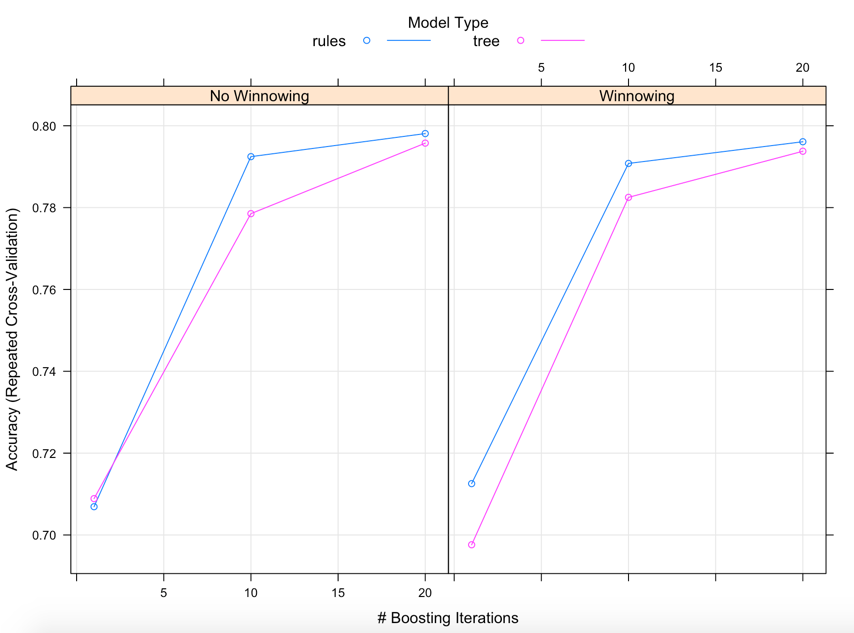 Model Type
rules tree
5 10 15 20
No Winnowing Winnowing
0.80
0.78
0.76
0.74
0.72
0.70
Accuracy (Repeated Cross-Validation)
5 10 15 20
# Boosting Iterations